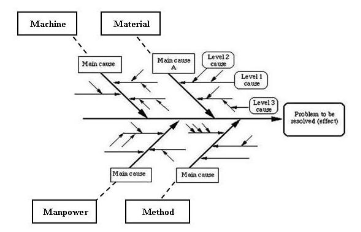 Machine
Material
Main cause
Main cause
A
Level 2
cause
Level 1
cause
Level 3
cause
Problem to be
resolved (effect)
Main cause
Main cause
Manpower
Method